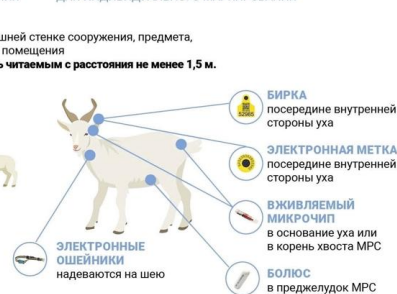 шней стенке сооружения, предмета,
помещения
читаемым с расстояния не менее 1,5 м.
БИРКА
посередине внутренней
стороны уха
52985
ЭЛЕКТРОННАЯ МЕТКА
посередине внутренней
стороны уха
ВЖИВЛЯЕМЫЙ
МИКРОЧИП
в основание уха или
в корень хвоста МРС
ЭЛЕКТРОННЫЕ
ОШЕЙНИКИ
надеваются на шею
БОЛЮС
в преджелудок МРС